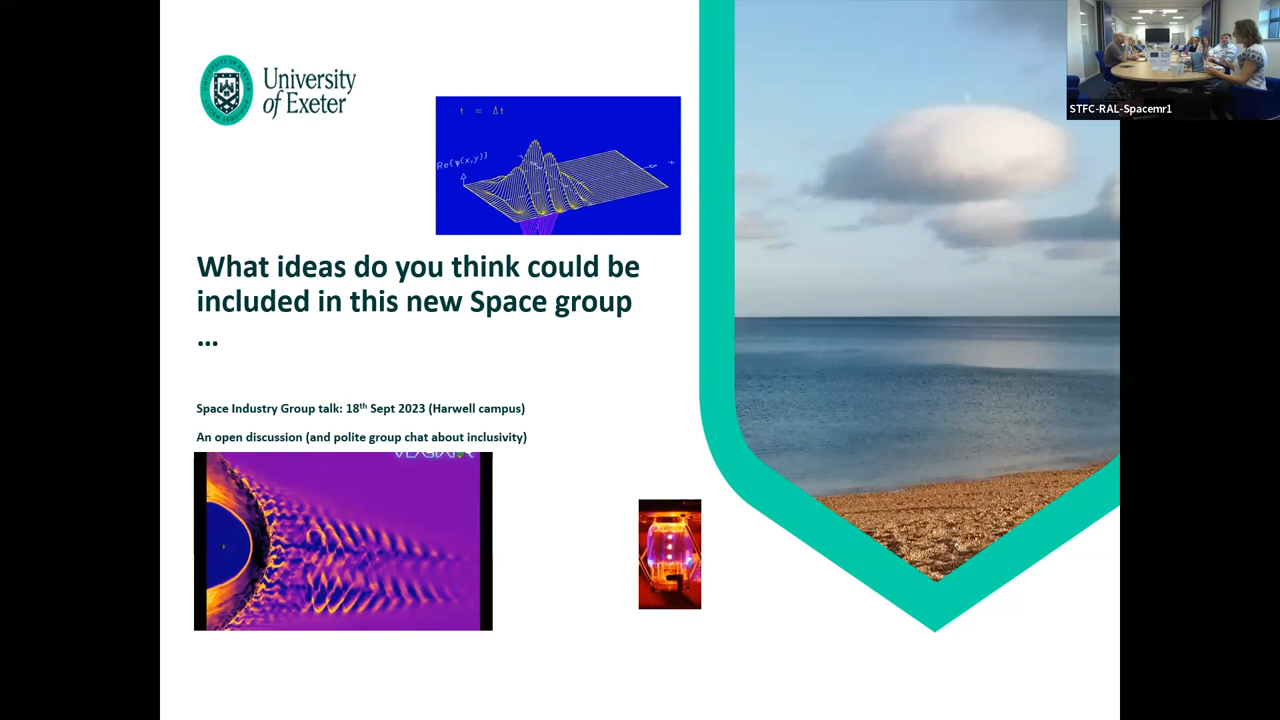 University
of Exeter
t = Δt
Re(ψ(x,y))
What ideas do you think could be
included in this new Space group
...
Space Industry Group talk: 18th Sept 2023 (Harwell campus)
An open discussion (and polite group chat about inclusivity)
STFC-RAL-Spacemr1